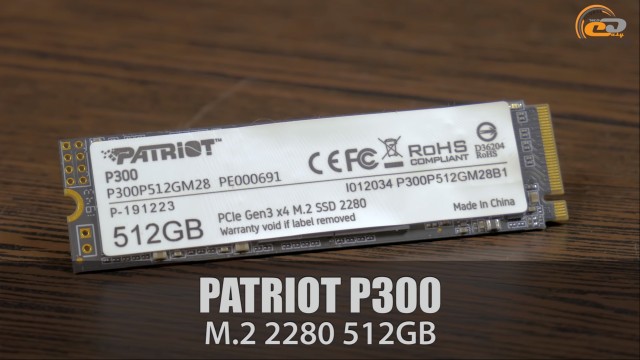 PATRIOT
P300
P300P512GM28 PE000691
P-191223
512GB
CE FC RoHS
COMPLIANT
D36204
RoHS
I012034 P300P512GM28B1
PCIe Gen3 x4 M.2 SSD 2280
Warranty void if label removed
Made In China
PATRIOT P300
M.2 2280 512GB